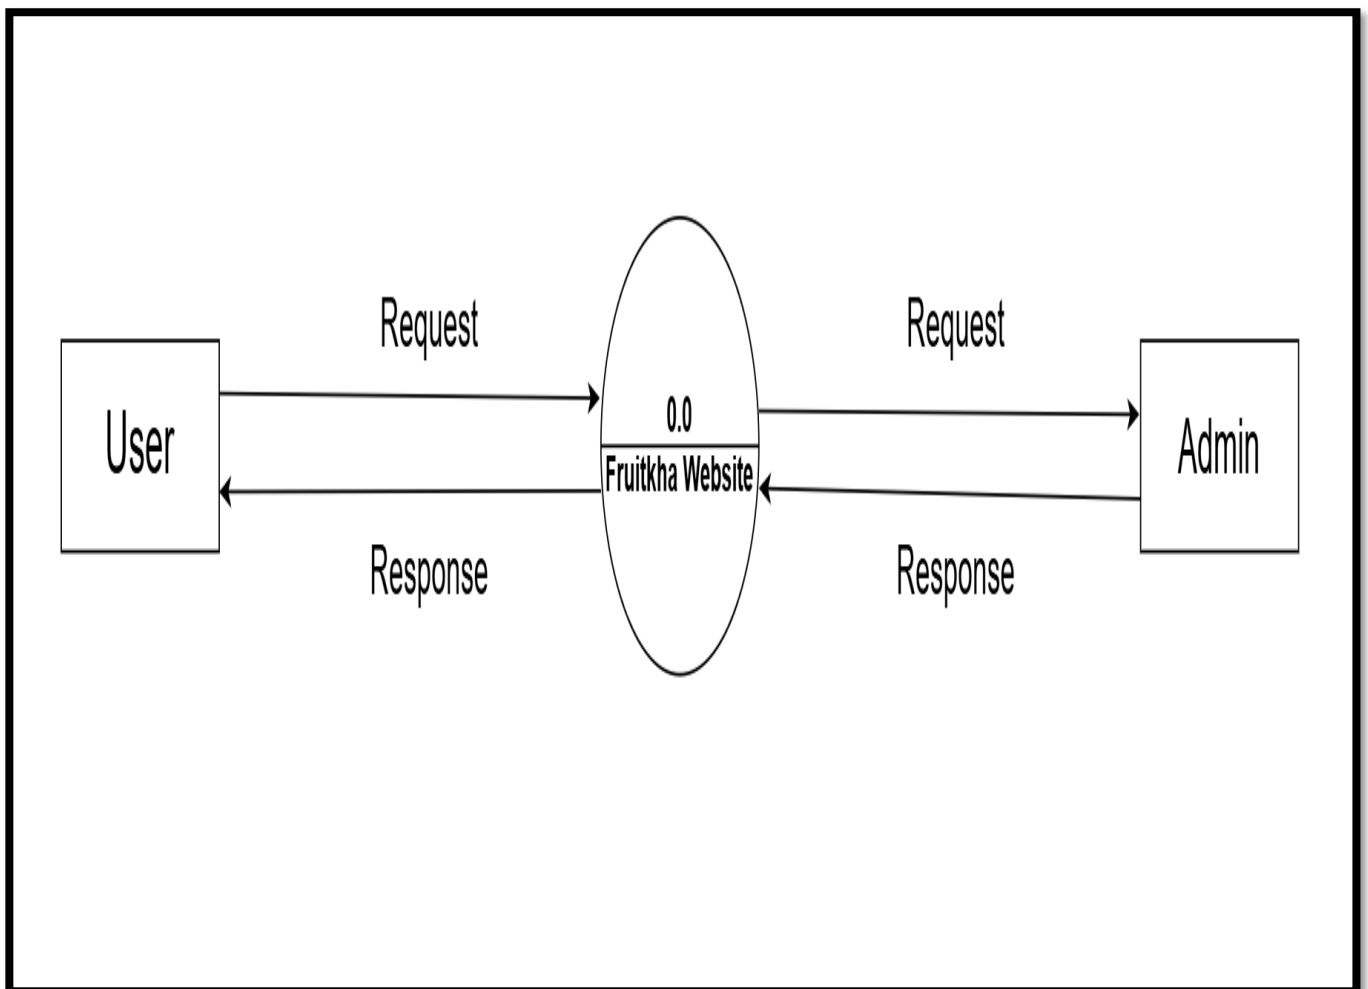 Request
Request
User
0.0
Fruitkha Website
Admin
Response
Response